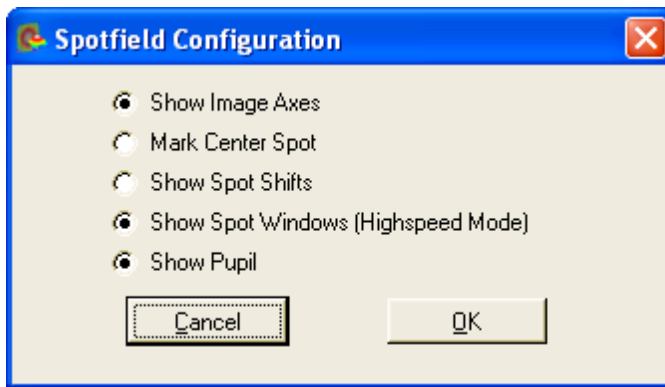 Spotfield Configuration
Show Image Axes
Mark Center Spot
Show Spot Shifts
Show Spot Windows (Highspeed Mode)
Show Pupil
Cancel OK